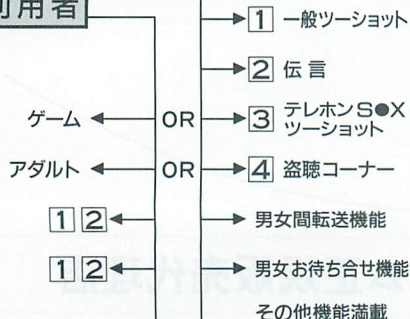 利用者
1 一般ツーショット
2 伝言
ゲーム OR 3 テレホンS●X
ツーショット
アダルト OR 4 盗聴コーナー
1 2 男女間転送機能
1 2 男女お待ち合せ機能
その他機能満載